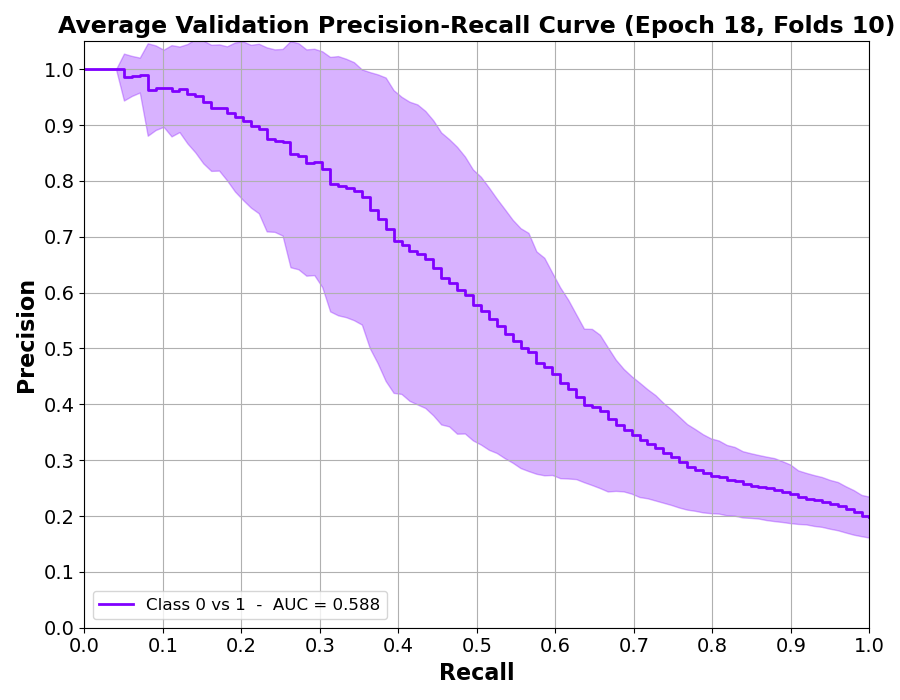 Average Validation Precision-Recall Curve (Epoch 18, Folds 10)
1.0
0.9
0.8
0.7
0.6
0.5
0.4
0.3
0.2
0.1
0.0
Precision
Class 0 vs 1 - AUC = 0.588
0.0 0.1 0.2 0.3 0.4 0.5 0.6 0.7 0.8 0.9 1.0
Recall